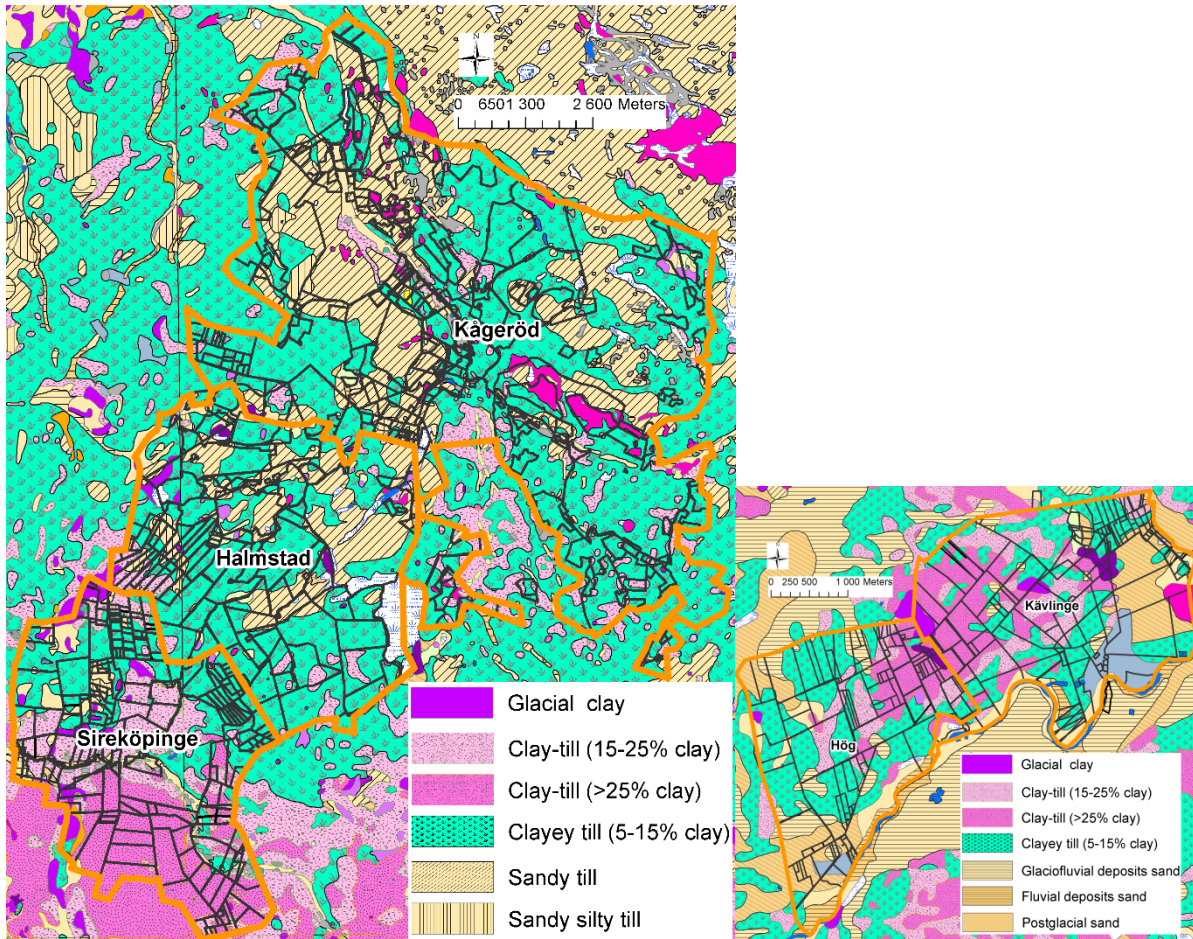 N
0 6501 300 2 600 Meters
Kågeröd
Halmstad
Sireköpinge
Glacial clay
Clay-till (15-25% clay)
Clay-till (>25% clay)
Clayey till (5-15% clay)
Sandy till
Sandy silty till
0 250 500 1 000 Meters
Kävlinge
Hög
Glacial clay
Clay-till (15-25% clay)
Clay-till (>25% clay)
Clayey till (5-15% clay)
Glaciofluvial deposits sand
Fluvial deposits sand
Postglacial sand